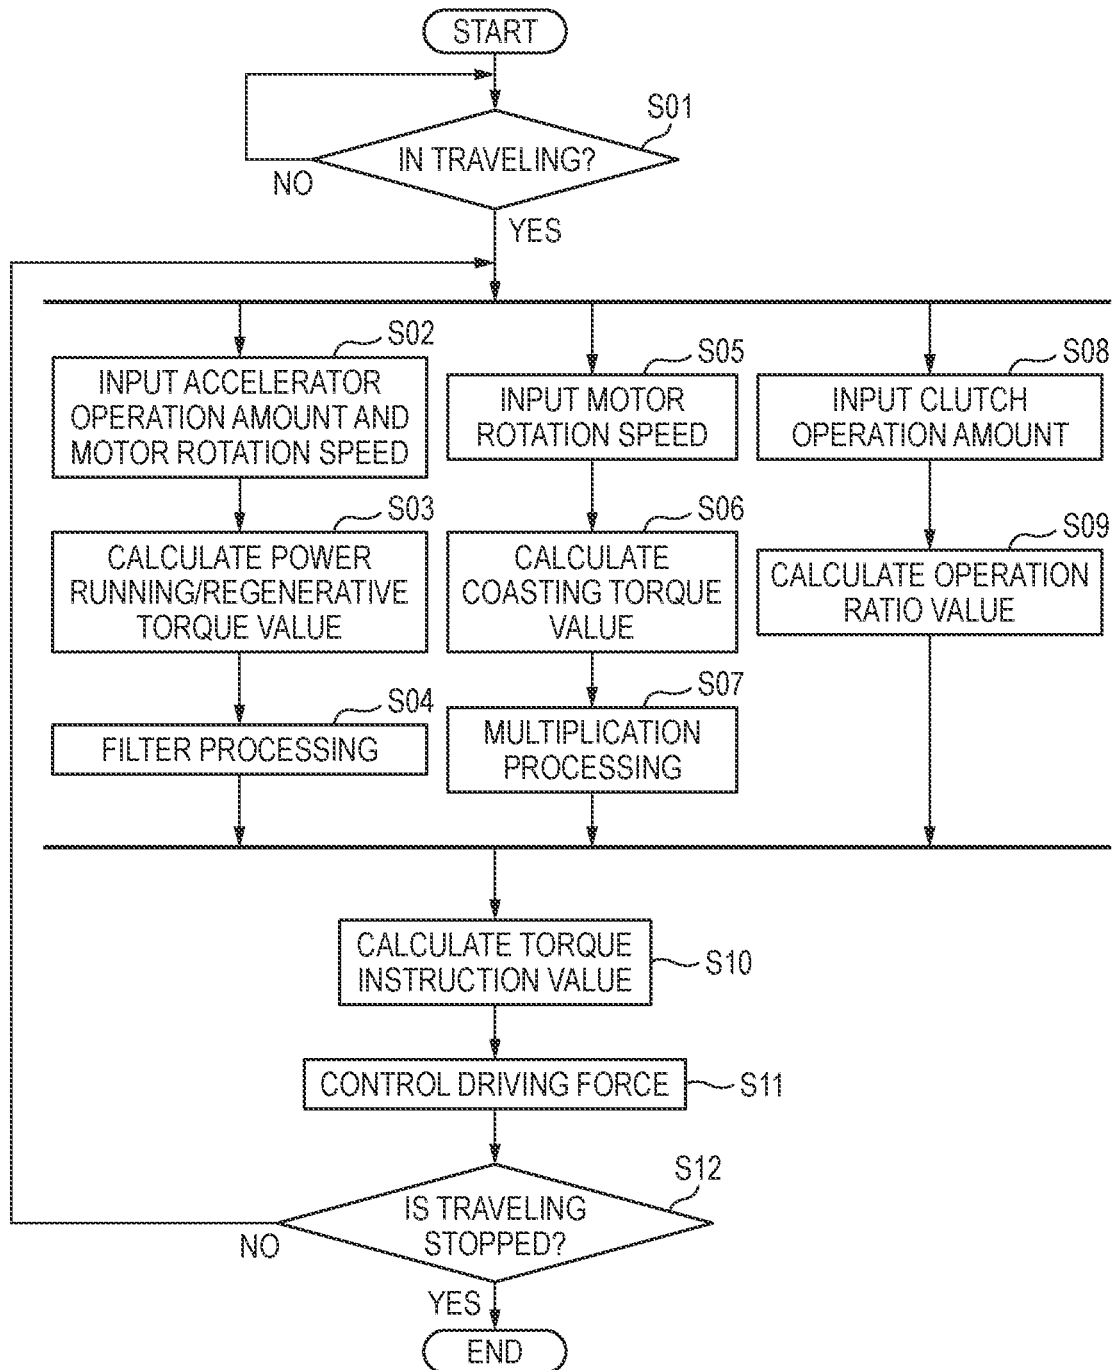 START
S01
IN TRAVELING?
NO
YES
S02
INPUT ACCELERATOR
OPERATION AMOUNT AND
MOTOR ROTATION SPEED
S03
CALCULATE POWER
RUNNING/REGENERATIVE
TORQUE VALUE
S04
FILTER PROCESSING
S05
INPUT MOTOR
ROTATION SPEED
S06
CALCULATE
COASTING TORQUE
VALUE
S07
MULTIPLICATION
PROCESSING
S08
INPUT CLUTCH
OPERATION AMOUNT
S09
CALCULATE OPERATION
RATIO VALUE
CALCULATE TORQUE
INSTRUCTION VALUE
S10
CONTROL DRIVING FORCE
S11
S12
IS TRAVELING
STOPPED?
NO
YES
END